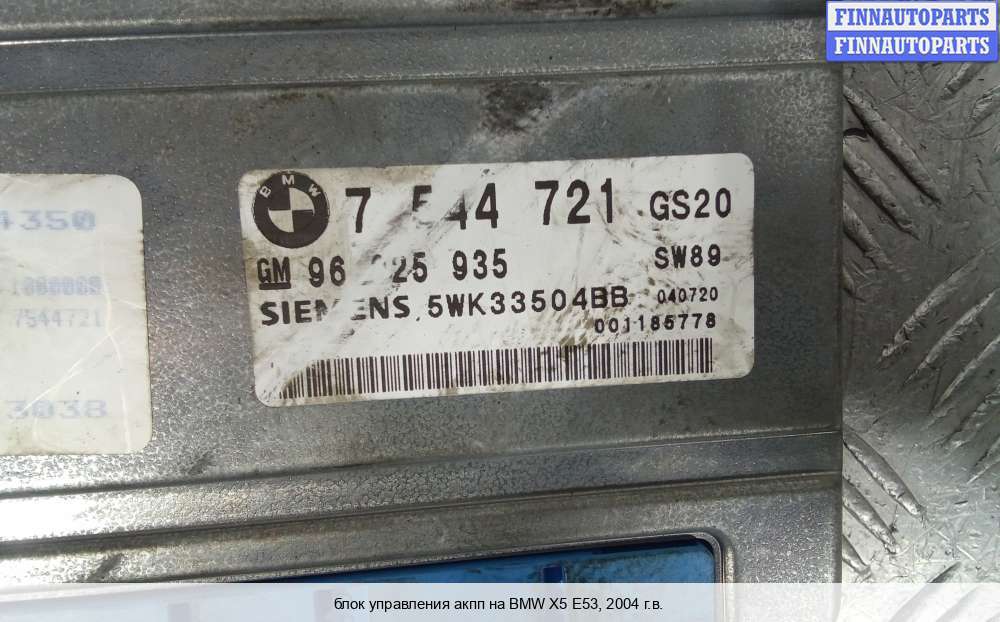 FINNAUTOPARTS
FINNAUTOPARTS
BMW
7 544 721 GS20
GM 96 025 935 SW89
SIEMENS 5WK33504BB 040720
001185778
4350
7544721
3038
блок управления акпп на BMW X5 E53, 2004 г.в.